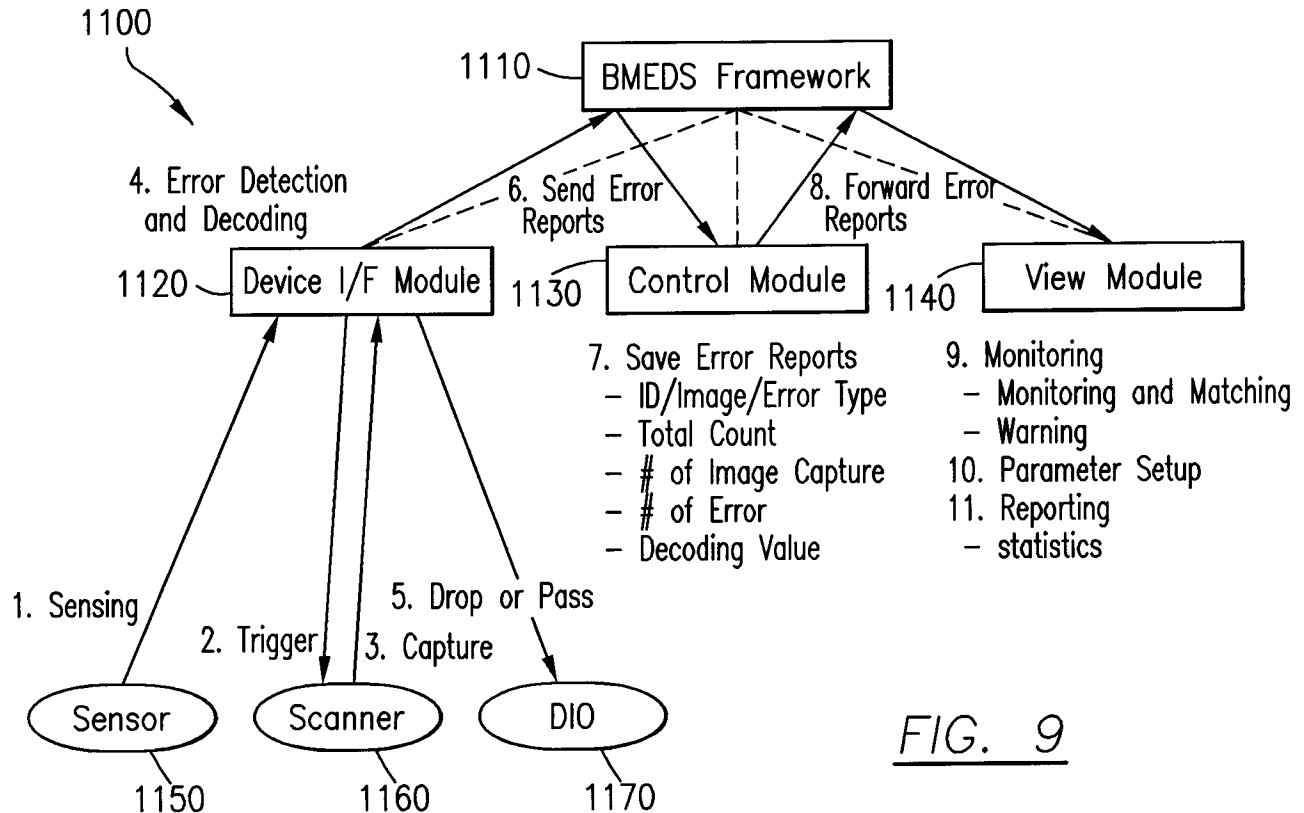 1100
1110
BMEDS Framework
4. Error Detection
and Decoding
6. Send Error
Reports
8. Forward Error
Reports
1120
Device I/F Module
1130
Control Module
1140
View Module
7. Save Error Reports
- ID/Image/Error Type
- Total Count
- # of Image Capture
- # of Error
- Decoding Value
9. Monitoring
- Monitoring and Matching
- Warning
10. Parameter Setup
11. Reporting
- statistics
1. Sensing
2. Trigger
3. Capture
5. Drop or Pass
Sensor
Scanner
DIO
1150
1160
1170
FIG. 9